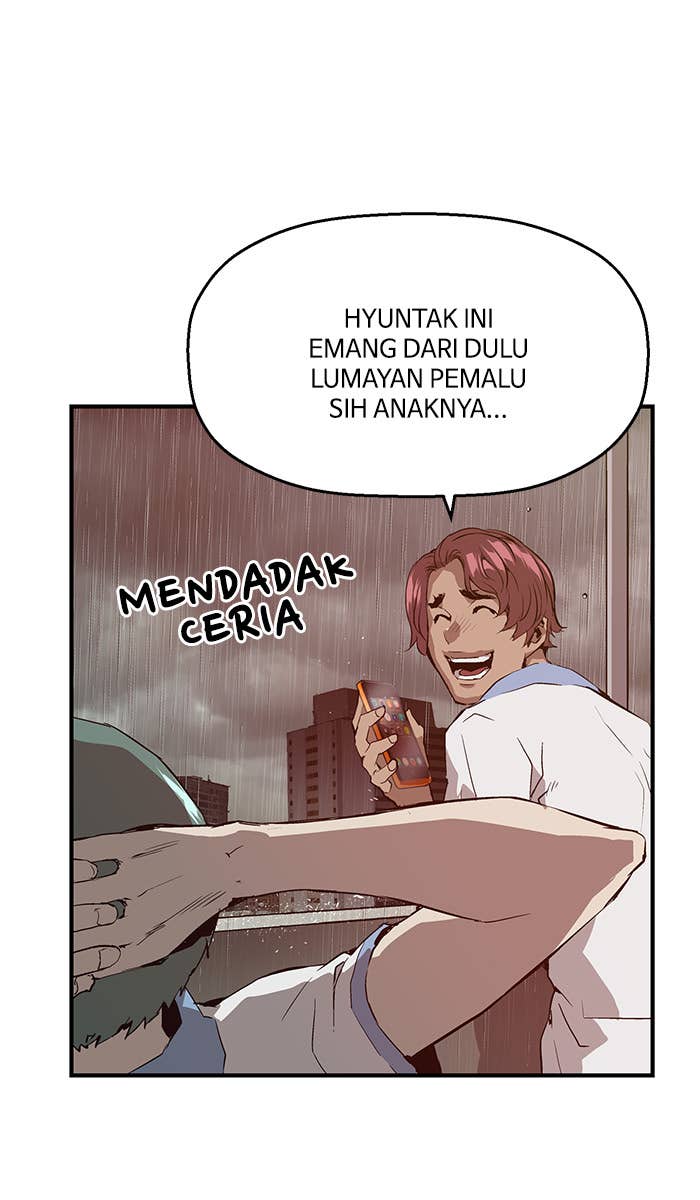 HYUNTAK INI
EMANG DARI DULU
LUMAYAN PEMALU
SIH ANAKNYA...
MENDADAK
CERIA